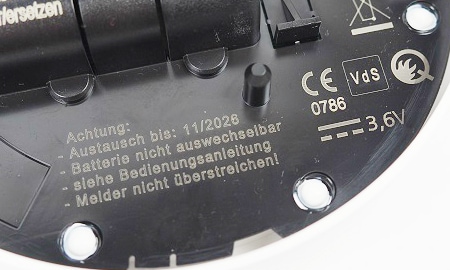 /ersetzen
Achtung:
- Austausch bis: 11/2026
- Batterie nicht auswechselbar
- siehe Bedienungsanleitung
- Melder nicht überstreichen!
CE
0786
VdS
Q
3,6V